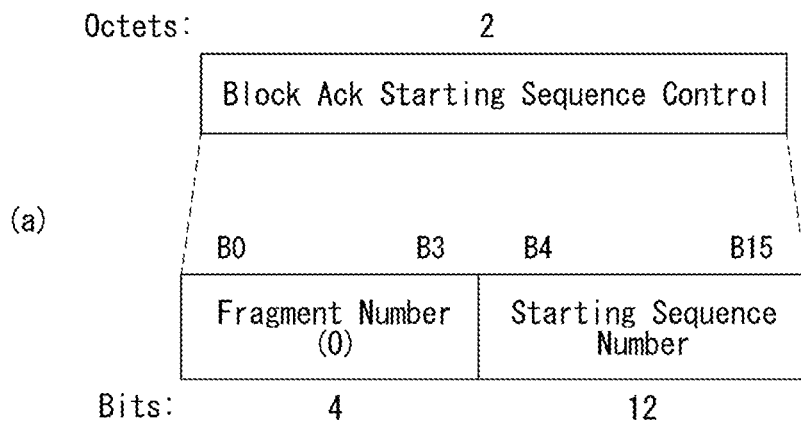 Octets: 2
Block Ack Starting Sequence Control
(a)
B0 B3 B4 B15
Fragment Number Starting Sequence
(0) Number
Bits: 4 12